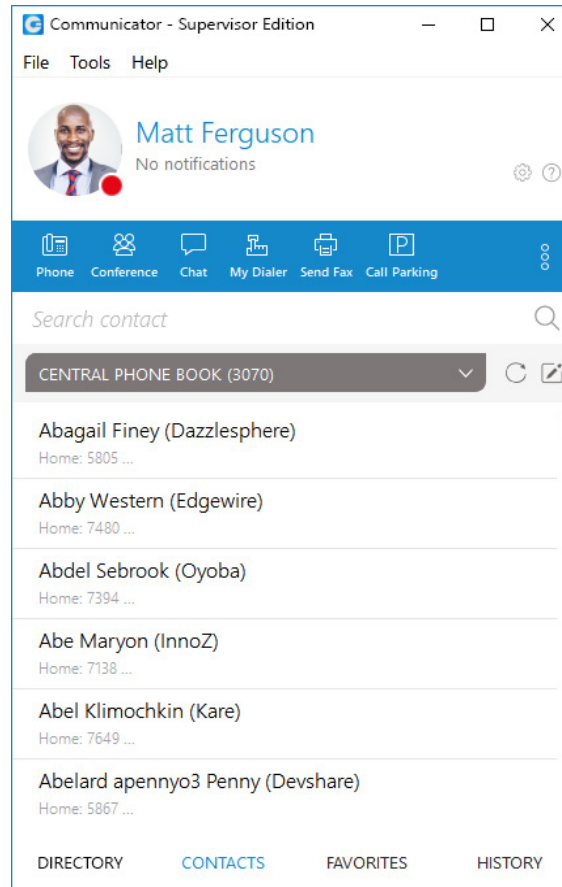 Communicator - Supervisor Edition
File Tools Help
Matt Ferguson
No notifications
Phone Conference Chat My Dialer Send Fax Call Parking
Search contact
CENTRAL PHONE BOOK (3070)
Abagail Finey (Dazzlesphere)
Home: 5805 ...
Abby Western (Edgewire)
Home: 7480 ...
Abdel Sebrook (Oyoba)
Home: 7394 ...
Abe Maryon (InnoZ)
Home: 7138 ...
Abel Klimochkin (Kare)
Home: 7649 ...
Abelard apennyo3 Penny (Devshare)
Home: 5867 ...
DIRECTORY CONTACTS FAVORITES HISTORY